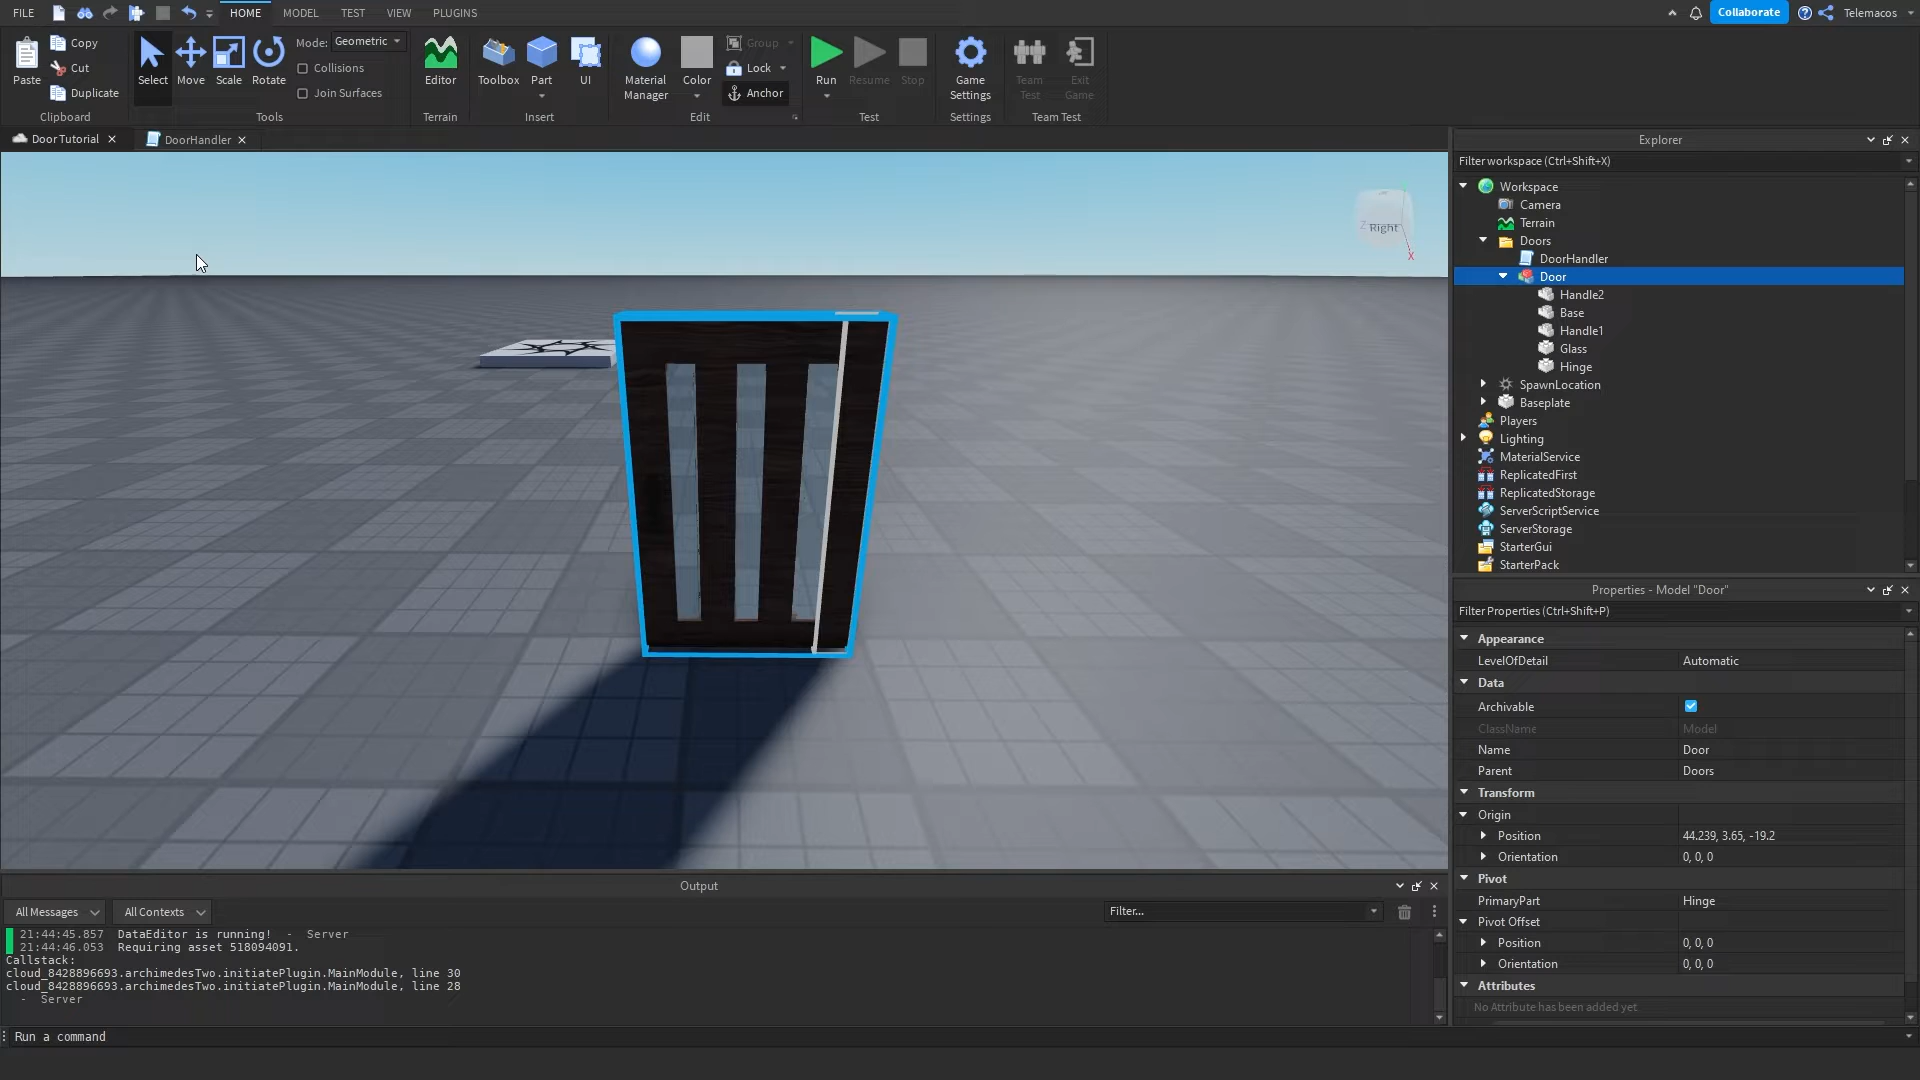 FILE HOME MODEL TEST VIEW PLUGINS Collaborate Telemacos
Paste Copy Cut Duplicate Clipboard
Select Move Scale Rotate Mode: Geometric Collisions Join Surfaces Tools
Editor Terrain
Toolbox Part UI Insert
Material Manager Color Group Lock Anchor Edit
Run Resume Stop Test
Game Settings Settings
Team Test Exit Game Team Test
Door Tutorial DoorHandler
Right
Z
X
Explorer
Filter workspace (Ctrl+Shift+X)
Workspace
Camera
Terrain
Doors
DoorHandler
Door
Handle2
Base
Handle1
Glass
Hinge
SpawnLocation
Baseplate
Players
Lighting
MaterialService
ReplicatedFirst
ReplicatedStorage
ServerScriptService
ServerStorage
StarterGui
StarterPack
Properties - Model "Door"
Filter Properties (Ctrl+Shift+P)
Appearance
LevelOfDetail Automatic
Data
Archivable
ClassName Model
Name Door
Parent Doors
Transform
Origin
Position 44.239, 3.65, -19.2
Orientation 0, 0, 0
Pivot
PrimaryPart Hinge
Pivot Offset
Position 0, 0, 0
Orientation 0, 0, 0
Attributes
No Attribute has been added yet
Output
All Messages All Contexts Filter...
21:44:45.857 DataEditor is running! - Server
21:44:46.053 Requiring asset 518094091.
Callstack:
cloud_8428896693.archimedesTwo.initiatePlugin.MainModule, line 30
cloud_8428896693.archimedesTwo.initiatePlugin.MainModule, line 28
- Server
Run a command